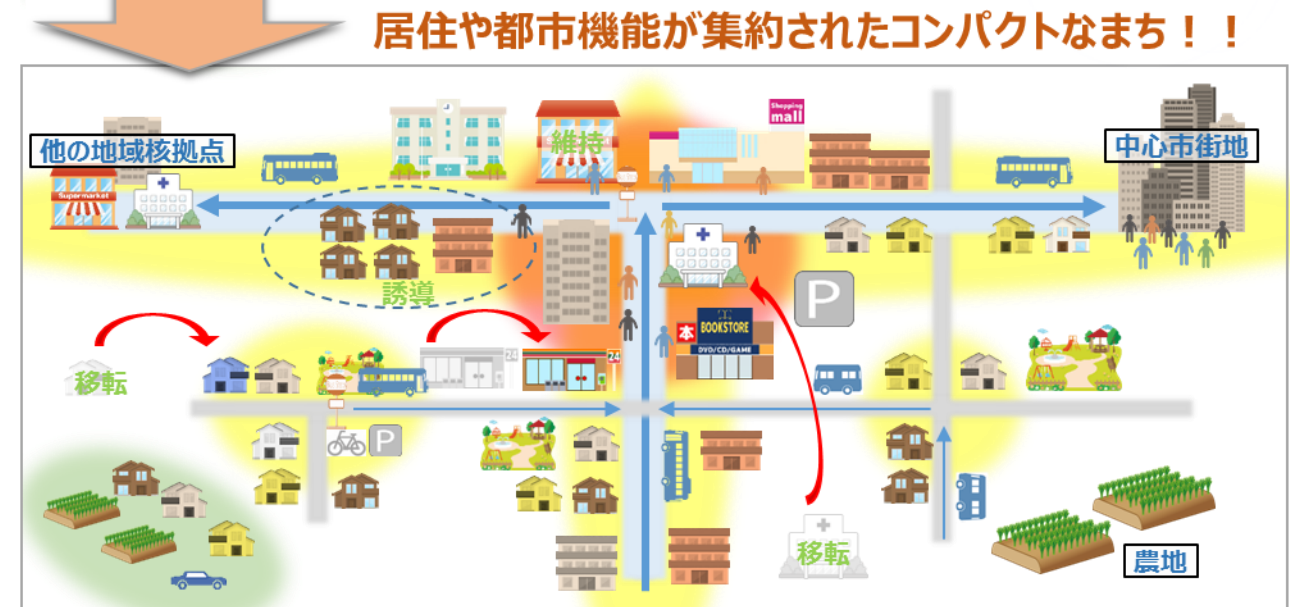 居住や都市機能が集約されたコンパクトなまち！！
Shopping
mall
他の地域核拠点
維持
中心市街地
Supermarket
誘導
P
本
BOOKSTORE
DVD/CD/GAME
24
24
移転
P
移転
農地